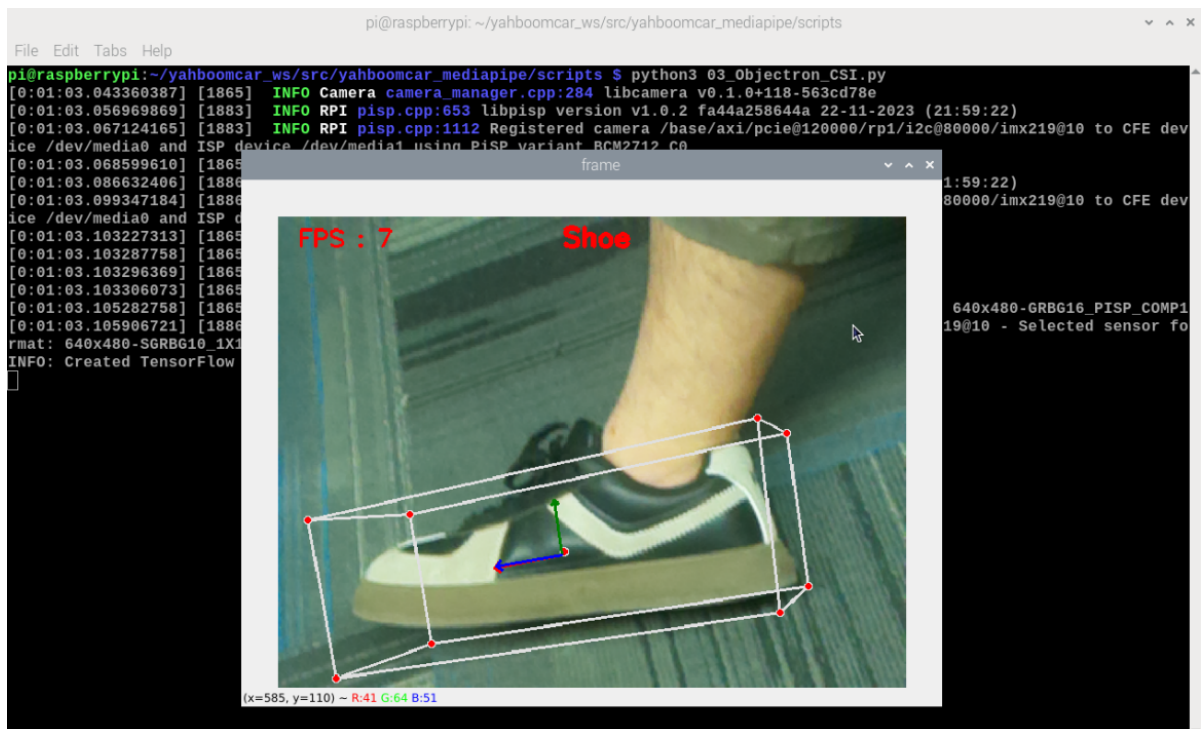 pi@raspberrypi: ~/yahboomcar_ws/src/yahboomcar_mediapipe/scripts
File Edit Tabs Help
pi@raspberrypi:~/yahboomcar_ws/src/yahboomcar_mediapipe/scripts $ python3 03_Objectron_CSI.py
[0:01:03.043360387] [1865] INFO Camera camera_manager.cpp:284 libcamera v0.1.0+118-563cd78e
[0:01:03.056969869] [1883] INFO RPI pisp.cpp:653 libpisp version v1.0.2 fa44a258644a 22-11-2023 (21:59:22)
[0:01:03.067124165] [1883] INFO RPI pisp.cpp:1112 Registered camera /base/axi/pcie@120000/rp1/i2c@80000/imx219@10 to CFE dev
ice /dev/media0 and ISP device /dev/media1 using PiSP variant BCM2712_C0
[0:01:03.068599610] [1865
[0:01:03.086632406] [1886 1:59:22)
[0:01:03.099347184] [1886 80000/imx219@10 to CFE dev
ice /dev/media0 and ISP d
[0:01:03.103227313] [1865
[0:01:03.103287758] [1865
[0:01:03.103296369] [1865
[0:01:03.103306073] [1865
[0:01:03.105282758] [1865 640x480-GRBG16_PISP_COMP1
[0:01:03.105906721] [1886 19@10 - Selected sensor fo
rmat: 640x480-SGRBG10_1X1
INFO: Created TensorFlow
frame
FPS : 7 Shoe
(x=585, y=110) ~ R:41 G:64 B:51